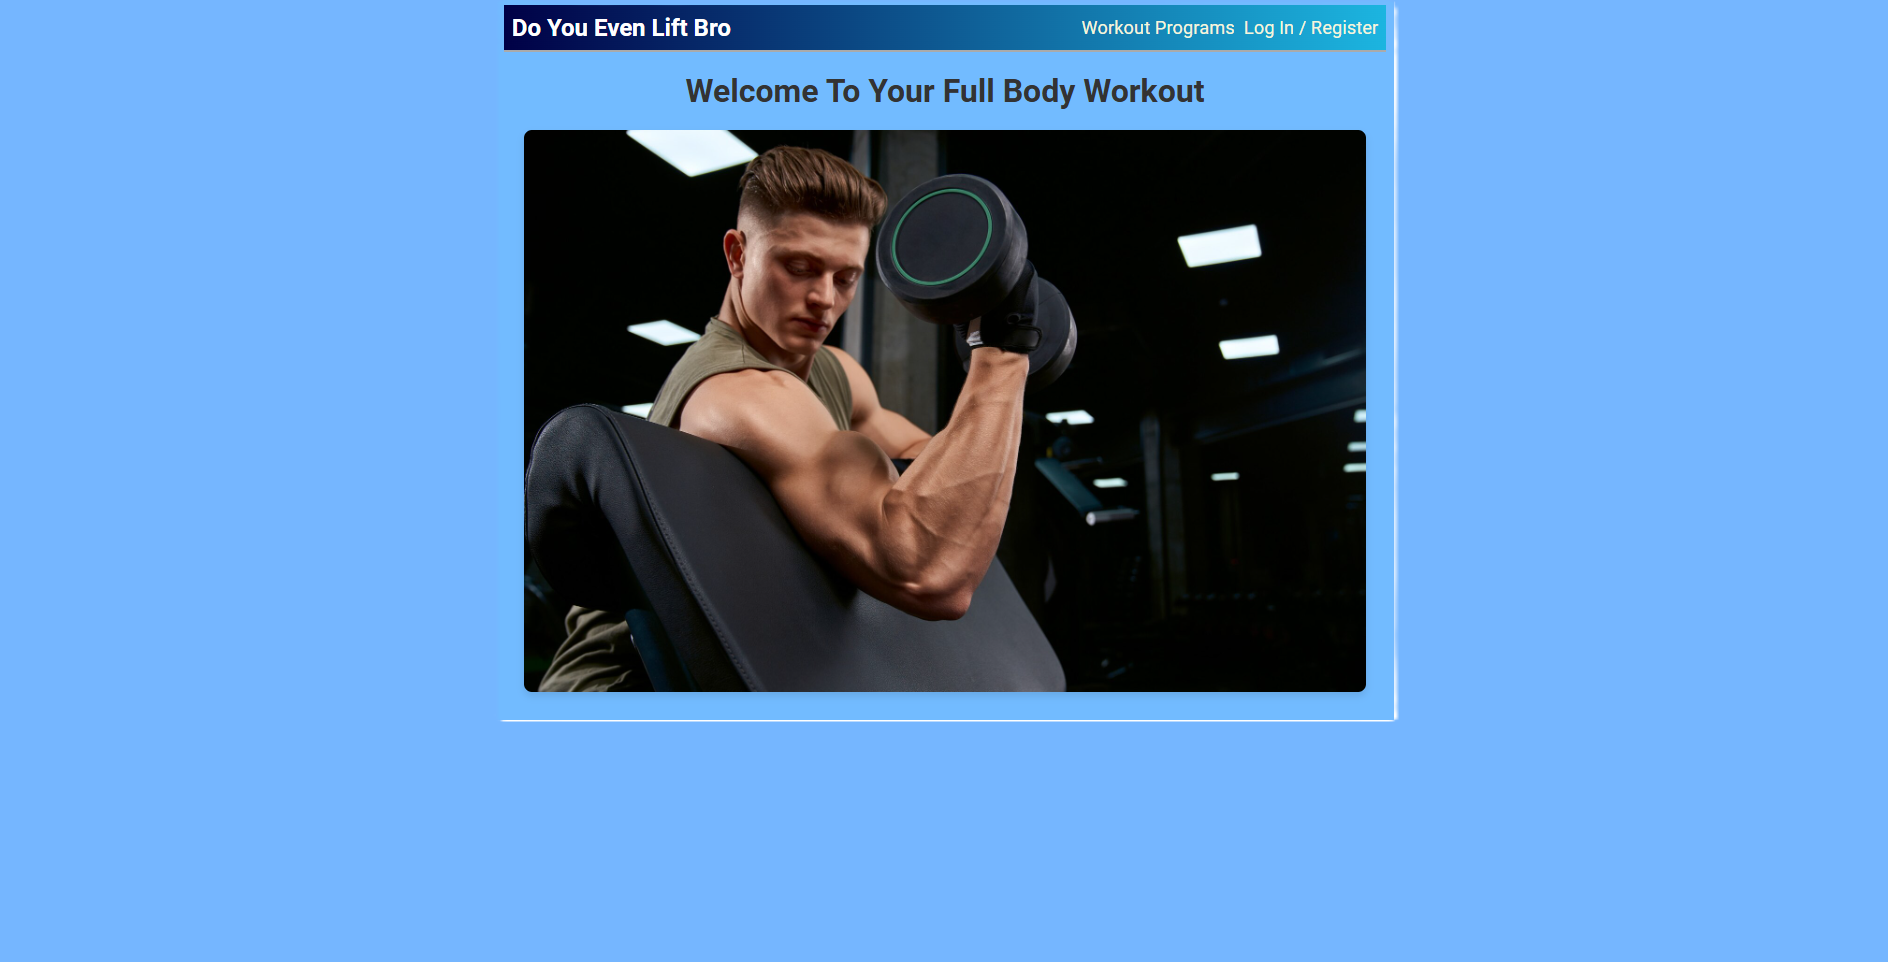 Do You Even Lift Bro
Workout Programs Log In / Register
Welcome To Your Full Body Workout